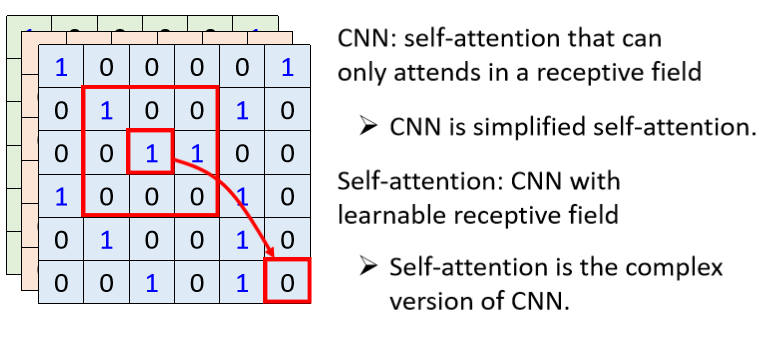 1 0 0 0 0 1
0 1 0 0 1 0
0 0 1 1 0 0
1 0 0 0 1 0
0 1 0 0 1 0
0 0 1 0 1 0
CNN: self-attention that can
only attends in a receptive field
➢ CNN is simplified self-attention.
Self-attention: CNN with
learnable receptive field
➢ Self-attention is the complex
version of CNN.